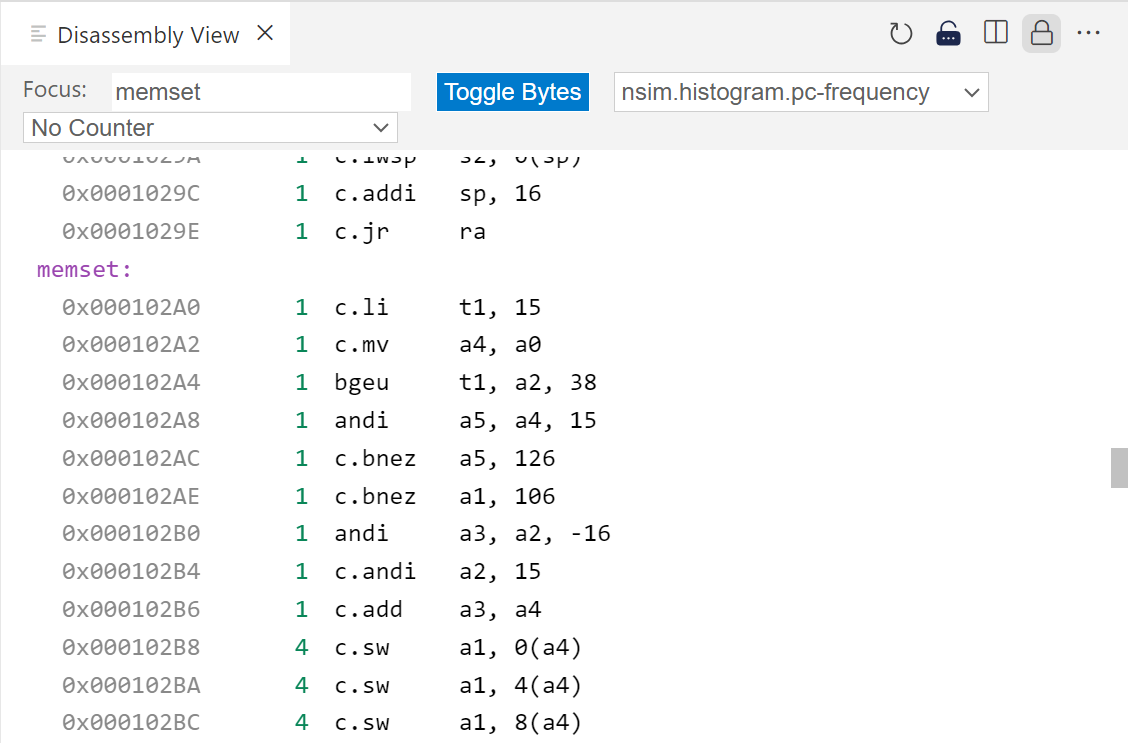 Disassembly View
Focus: memset Toggle Bytes nsim.histogram.pc-frequency
No Counter
0x0001029A 1 c.lwsp s2, 0(sp)
0x0001029C 1 c.addi sp, 16
0x0001029E 1 c.jr ra
memset:
0x000102A0 1 c.li t1, 15
0x000102A2 1 c.mv a4, a0
0x000102A4 1 bgeu t1, a2, 38
0x000102A8 1 andi a5, a4, 15
0x000102AC 1 c.bnez a5, 126
0x000102AE 1 c.bnez a1, 106
0x000102B0 1 andi a3, a2, -16
0x000102B4 1 c.andi a2, 15
0x000102B6 1 c.add a3, a4
0x000102B8 4 c.sw a1, 0(a4)
0x000102BA 4 c.sw a1, 4(a4)
0x000102BC 4 c.sw a1, 8(a4)